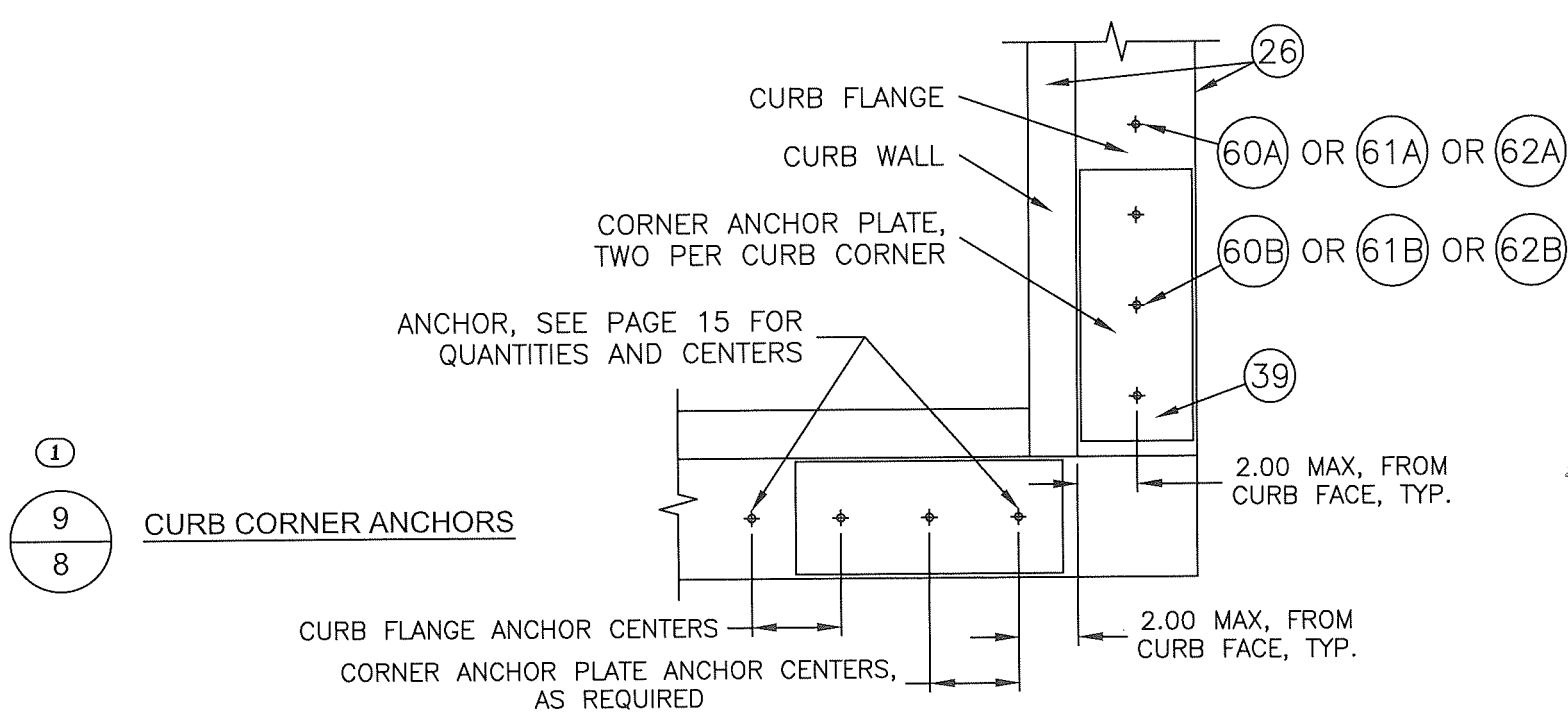 26
CURB FLANGE
60A OR 61A OR 62A
CURB WALL
CORNER ANCHOR PLATE,
TWO PER CURB CORNER
60B OR 61B OR 62B
ANCHOR, SEE PAGE 15 FOR
QUANTITIES AND CENTERS
39
1
9
8
CURB CORNER ANCHORS
2.00 MAX, FROM
CURB FACE, TYP.
CURB FLANGE ANCHOR CENTERS
CORNER ANCHOR PLATE ANCHOR CENTERS,
AS REQUIRED
2.00 MAX, FROM
CURB FACE, TYP.